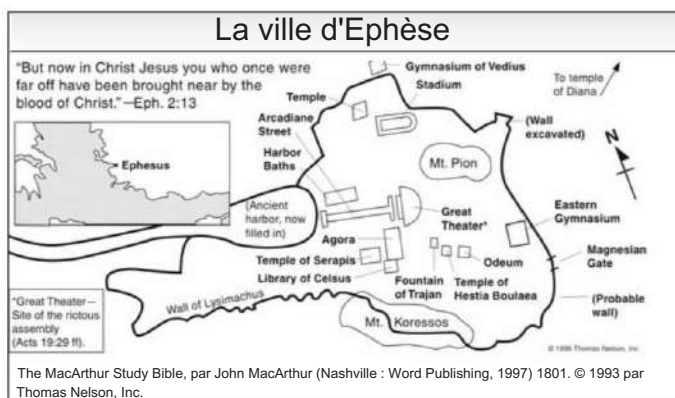 La ville d'Ephèse
"But now in Christ Jesus you who once were
far off have been brought near by the
blood of Christ."—Eph. 2:13
Gymnasium of Vedius
Stadium
To temple
of Diana
Temple
Arcadiane
Street
(Wall
excavated)
Harbor
Baths
Ephesus
Mt. Pion
N
(Ancient
harbor, now
filled in)
Great
Theater*
Eastern
Gymnasium
Agora
Temple of Serapis
Library of Celsus
Fountain
of Trajan
Temple of
Hestia Boulaea
Odeum
Magnesian
Gate
Wall of Lysimachus
(Probable
wall)
*Great Theater—
Site of the riotous
assembly
(Acts 19:29 ff).
Mt. Koressos
© 1996 Thomas Nelson, Inc.
The MacArthur Study Bible, par John MacArthur (Nashville : Word Publishing, 1997) 1801. © 1993 par
Thomas Nelson, Inc.